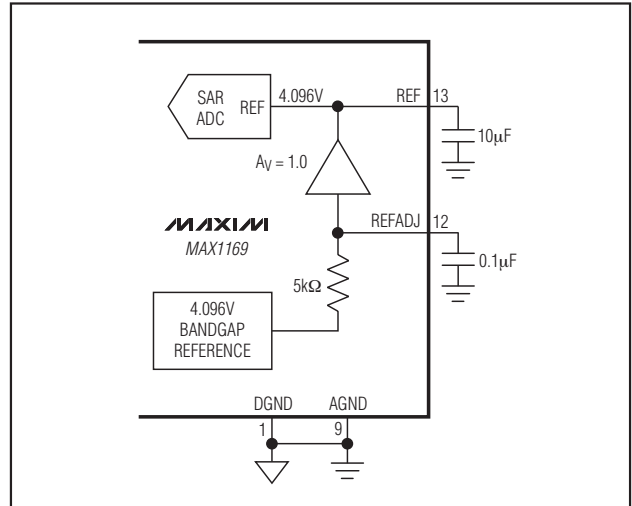 SAR
ADC
REF
4.096V
REF
13
10µF
AV = 1.0
MAXIM
MAX1169
REFADJ
12
0.1µF
5kΩ
4.096V
BANDGAP
REFERENCE
DGND
AGND
1
9